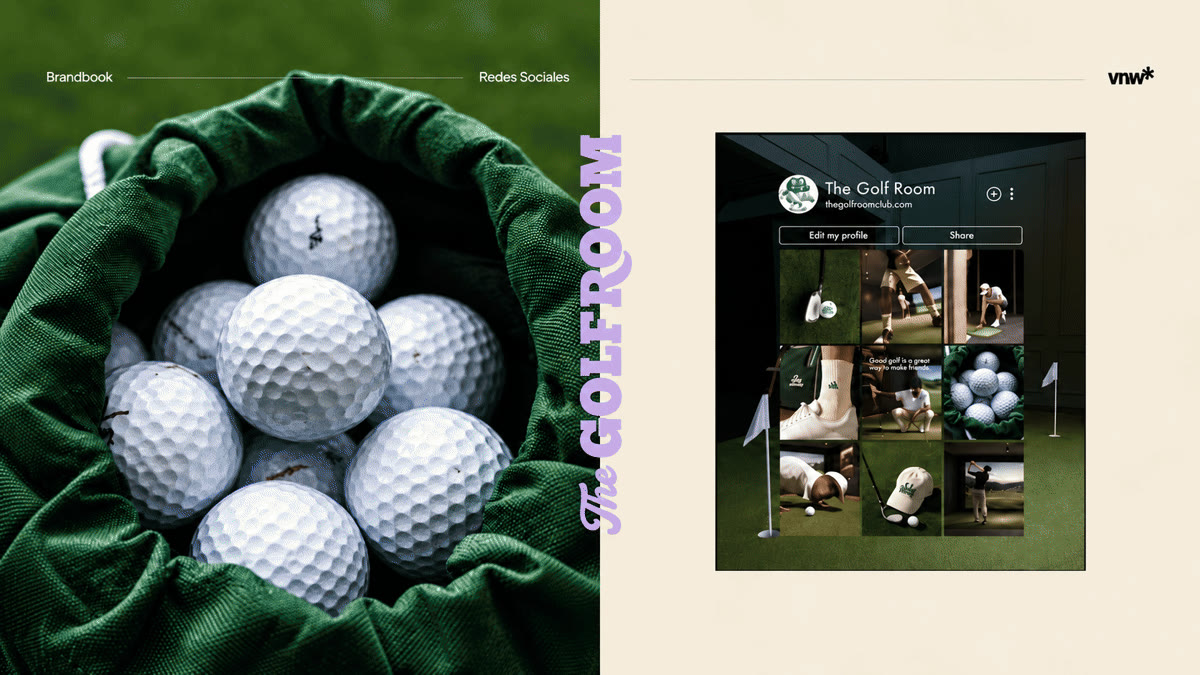 Brandbook
Redes Sociales
vnw*
The GOLFROOM
The Golf Room
thegolfroomclub.com
Edit my profile
Share
Good golf is a great
way to make friends